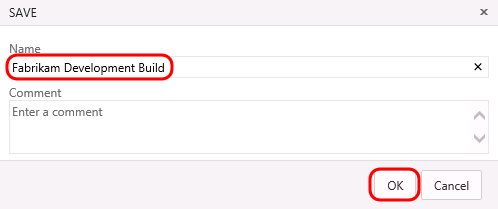 SAVE
Name
Fabrikam Development Build
Comment
Enter a comment
OK Cancel